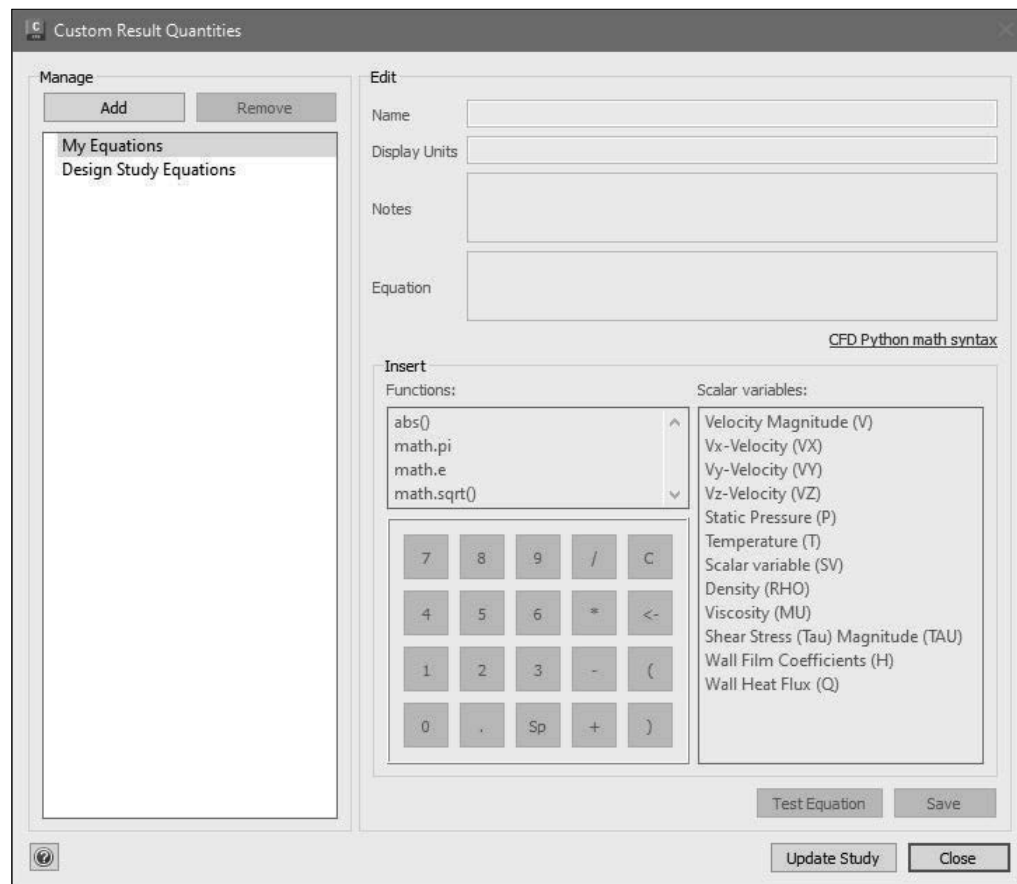 Custom Result Quantities
Manage
Add
Remove
My Equations
Design Study Equations
Edit
Name
Display Units
Notes
Equation
CFD Python math syntax
Insert
Functions:
abs()
math.pi
math.e
math.sqrt()
7 8 9 / C
4 5 6 * <-
1 2 3 - (
0 . Sp + )
Scalar variables:
Velocity Magnitude (V)
Vx-Velocity (VX)
Vy-Velocity (VY)
Vz-Velocity (VZ)
Static Pressure (P)
Temperature (T)
Scalar variable (SV)
Density (RHO)
Viscosity (MU)
Shear Stress (Tau) Magnitude (TAU)
Wall Film Coefficients (H)
Wall Heat Flux (Q)
Test Equation
Save
Update Study
Close